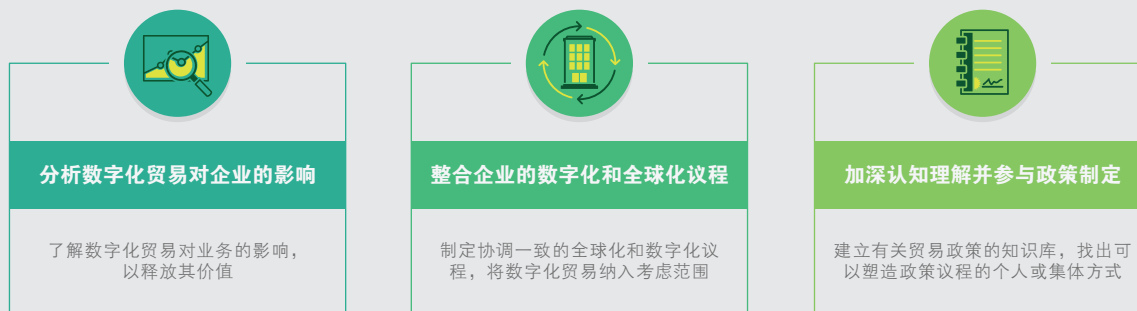 分析数字化贸易对企业的影响
了解数字化贸易对业务的影响，
以释放其价值
整合企业的数字化和全球化议程
制定协调一致的全球化和数字化议
程，将数字化贸易纳入考虑范围
加深认知理解并参与政策制定
建立有关贸易政策的知识库，找出可
以塑造政策议程的个人或集体方式